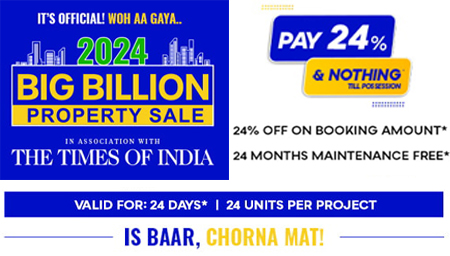 IT'S OFFICIAL! WOH AA GAYA..
2024
BIG BILLION
PROPERTY SALE
IN ASSOCIATION WITH
THE TIMES OF INDIA
PAY 24%
& NOTHING*
TILL POSSESSION
24% OFF ON BOOKING AMOUNT*
24 MONTHS MAINTENANCE FREE*
VALID FOR: 24 DAYS* | 24 UNITS PER PROJECT
IS BAAR, CHORNA MAT!